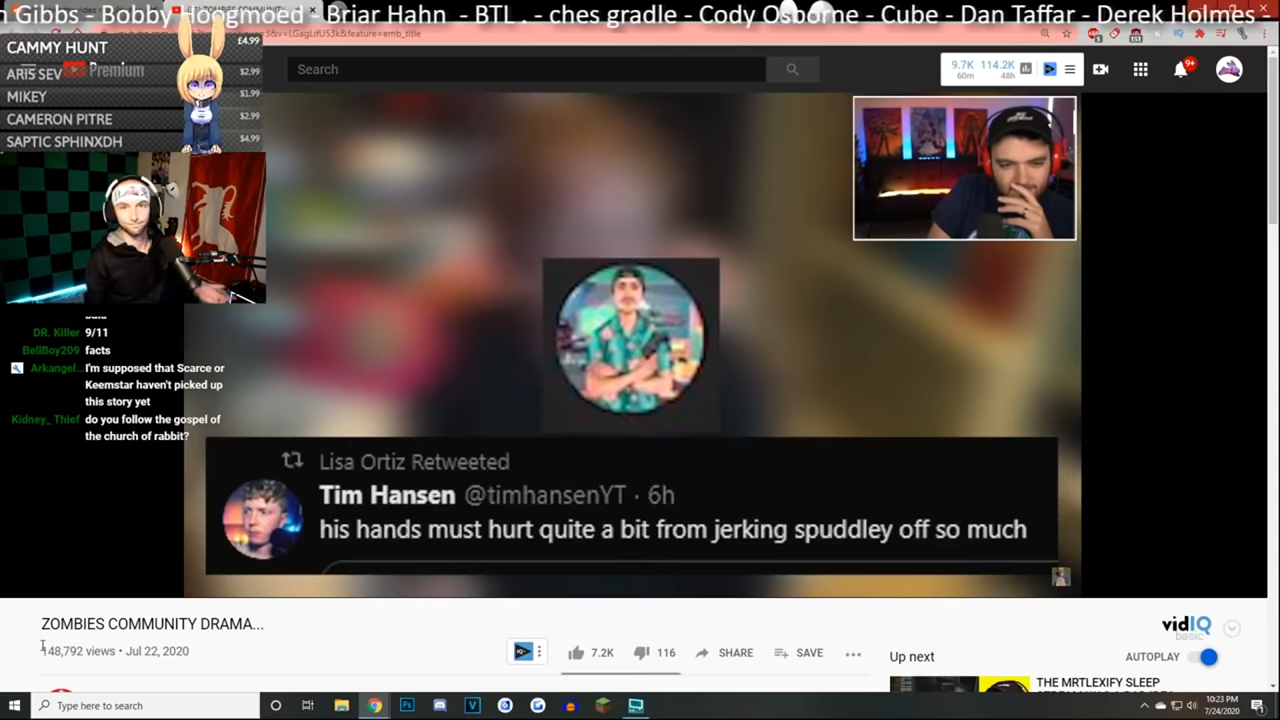 n Gibbs - Bobby Hoogmoed - Briar Hahn - BTL . - ches gradle - Cody Osborne - Cube - Dan Taffar - Derek Holmes -
CAMMY HUNT £4.99
ARIS SEV $2.99
MIKEY $1.99
CAMERON PITRE $2.99
SAPTIC SPHINXDH $4.99
Premium
Search
9.7K 114.2K
60m 48h
9+
DR. Killer 9/11
BellBoy209 facts
Arkangel... I'm supposed that Scarce or
Keemstar haven't picked up
this story yet
Kidney_ Thief do you follow the gospel of
the church of rabbit?
Lisa Ortiz Retweeted
Tim Hansen @timhansenYT · 6h
his hands must hurt quite a bit from jerking spuddley off so much
ZOMBIES COMMUNITY DRAMA...
148,792 views • Jul 22, 2020
7.2K 116 SHARE SAVE
vidIQ
basic
Up next
AUTOPLAY
THE MRTLEXIFY SLEEP
Type here to search
10:23 PM
7/24/2020